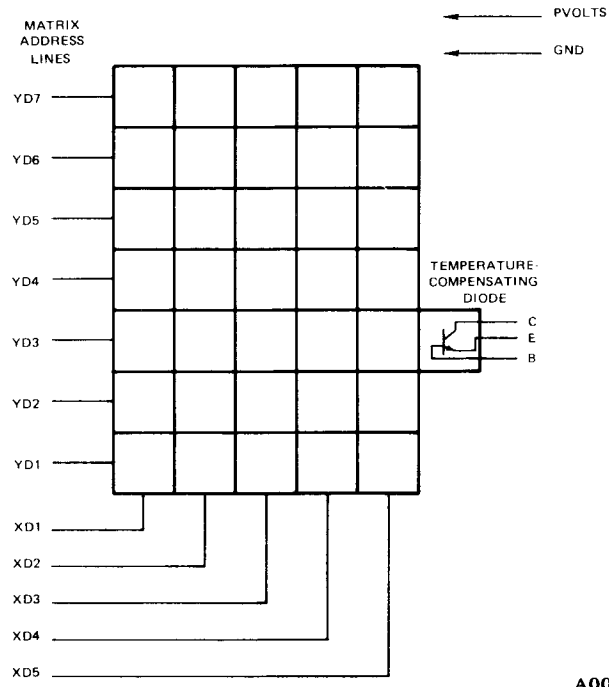 MATRIX
ADDRESS
LINES
PVOLTS
GND
YD7
YD6
YD5
YD4
YD3
YD2
YD1
TEMPERATURE-
COMPENSATING
DIODE
C
E
B
XD1
XD2
XD3
XD4
XD5
A00